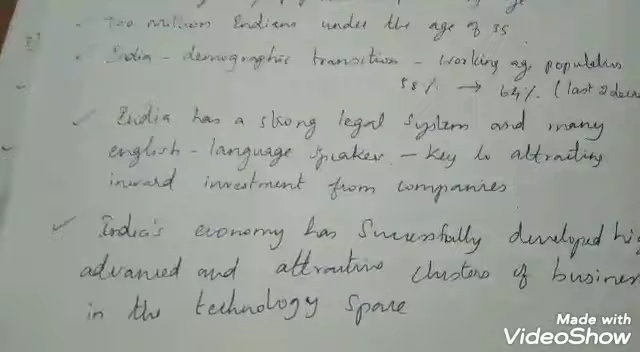 700 million Indians under the age of 35
India - demographic transition - Working age population
58% → 64% (last 2 deca
India has a strong legal system and many
english - language speaker - Key to attracting
inward investment from companies
India's economy has Successfully developed hig
advanced and attractive clusters of business
in the technology space
Made with
VideoShow